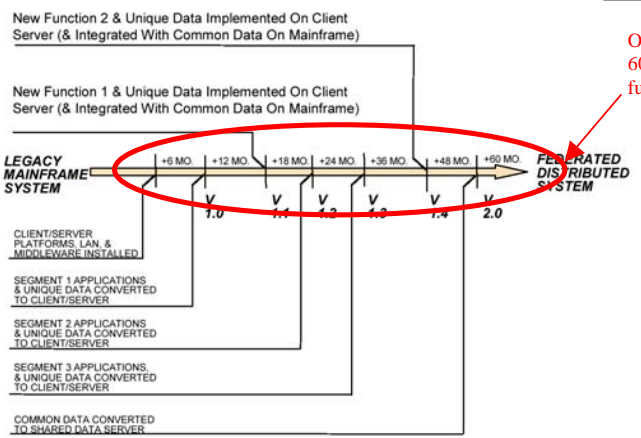 New Function 2 & Unique Data Implemented On Client
Server (& Integrated With Common Data On Mainframe)
New Function 1 & Unique Data Implemented On Client
Server (& Integrated With Common Data On Mainframe)
LEGACY
MAINFRAME
SYSTEM
+6 MO. +12 MO. +18 MO. +24 MO. +36 MO. +48 MO. +60 MO.
FEDERATED
DISTRIBUTED
SYSTEM
V V V V V V
1.0 1.1 1.2 1.3 1.4 2.0
CLIENT/SERVER
PLATFORMS, LAN, &
MIDDLEWARE INSTALLED
SEGMENT 1 APPLICATIONS
& UNIQUE DATA CONVERTED
TO CLIENT/SERVER
SEGMENT 2 APPLICATIONS
& UNIQUE DATA CONVERTED
TO CLIENT/SERVER
SEGMENT 3 APPLICATIONS,
& UNIQUE DATA CONVERTED
TO CLIENT/SERVER
COMMON DATA CONVERTED
TO SHARED DATA SERVER